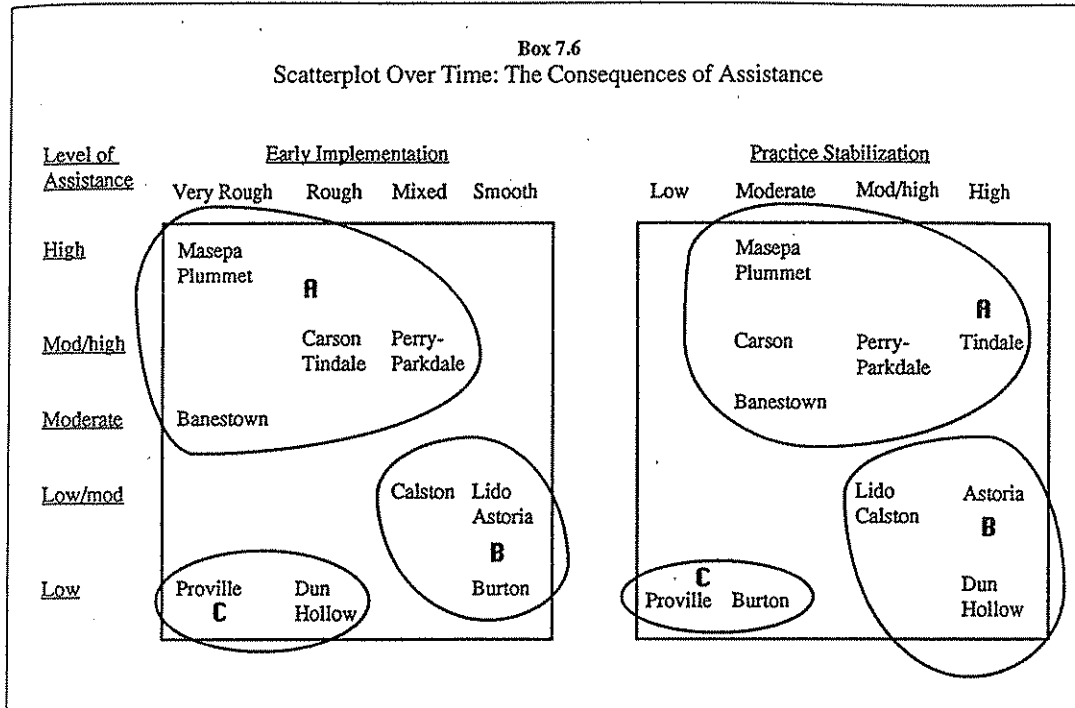 Box 7.6
Scatterplot Over Time: The Consequences of Assistance
Level of Assistance
Early Implementation
Practice Stabilization
Very Rough Rough Mixed Smooth
Low Moderate Mod/high High
High
Masepa
Plummet
A
Mod/high
Carson
Tindale
Perry-
Parkdale
Moderate
Banestown
Low/mod
Calston
Lido
Astoria
B
Low
Proville
C
Dun
Hollow
Burton
Masepa
Plummet
A
Carson
Perry-
Parkdale
Tindale
Banestown
Lido
Calston
Astoria
B
C
Proville Burton
Dun
Hollow